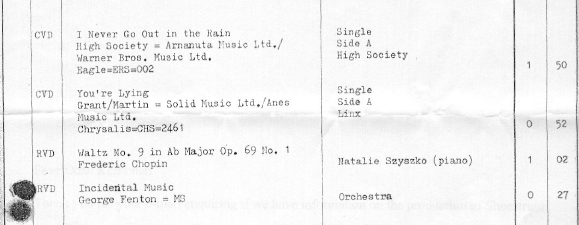 CVD I Never Go Out in the Rain Single
High Society = Arnanuta Music Ltd./ Side A
Warner Bros. Music Ltd. High Society
Eagle=ERS=002 1 50
CVD You're Lying Single
Grant/Martin = Solid Music Ltd./Anes Side A
Music Ltd. Linx
Chrysalis=CHS=2461 0 52
RVD Waltz No. 9 in Ab Major Op. 69 No. 1
Frederic Chopin Natalie Szyszko (piano) 1 02
RVD Incidental Music
George Fenton = MS Orchestra 0 27